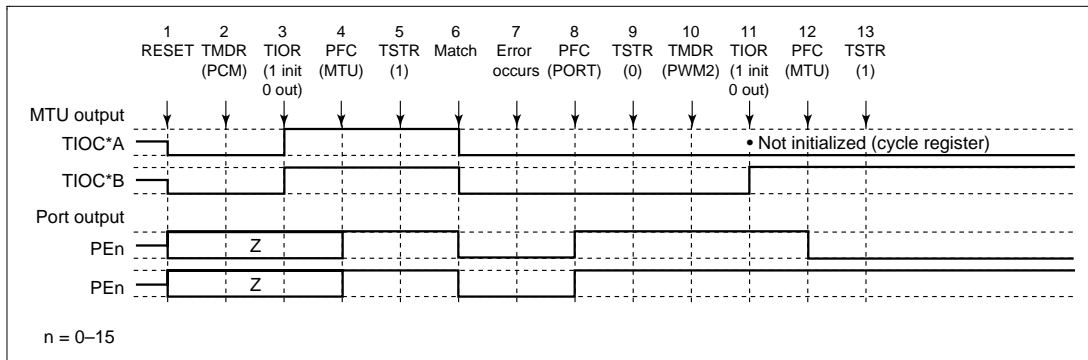 1 2 3 4 5 6 7 8 9 10 11 12 13
RESET TMDR TIOR PFC TSTR Match Error PFC TSTR TMDR TIOR PFC TSTR
(PCM) (1 init (MTU) (1) occurs (PORT) (0) (PWM2) (1 init (MTU) (1)
0 out) 0 out)
MTU output
TIOC*A • Not initialized (cycle register)
TIOC*B
Port output
PEn Z
PEn Z
n = 0–15